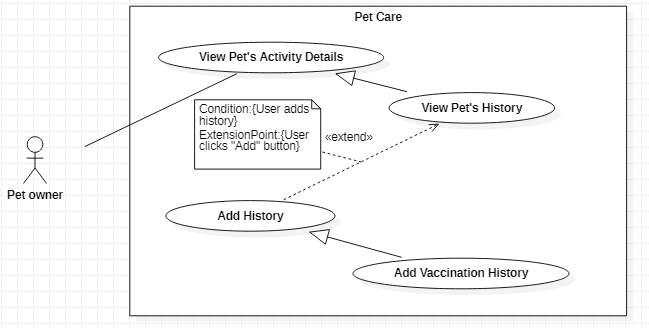 Pet Care
View Pet's Activity Details
View Pet's History
Condition:{User adds
history}
ExtensionPoint:{User
clicks "Add" button}
«extend»
Pet owner
Add History
Add Vaccination History